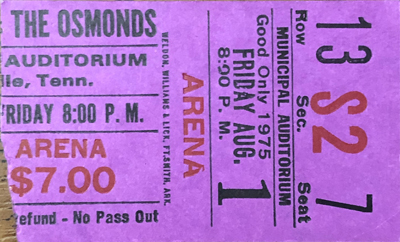 THE OSMONDS
AUDITORIUM
lle, Tenn.
FRIDAY 8:00 P. M.
ARENA
$7.00
efund - No Pass Out
WELDON, WILLIAMS & LICK, FT. SMITH, ARK.
ARENA
8:00 P.M.
FRIDAY AUG. 1
Good Only 1975
MUNICIPAL AUDITORIUM
Row Sec. Seat
13 S2 7